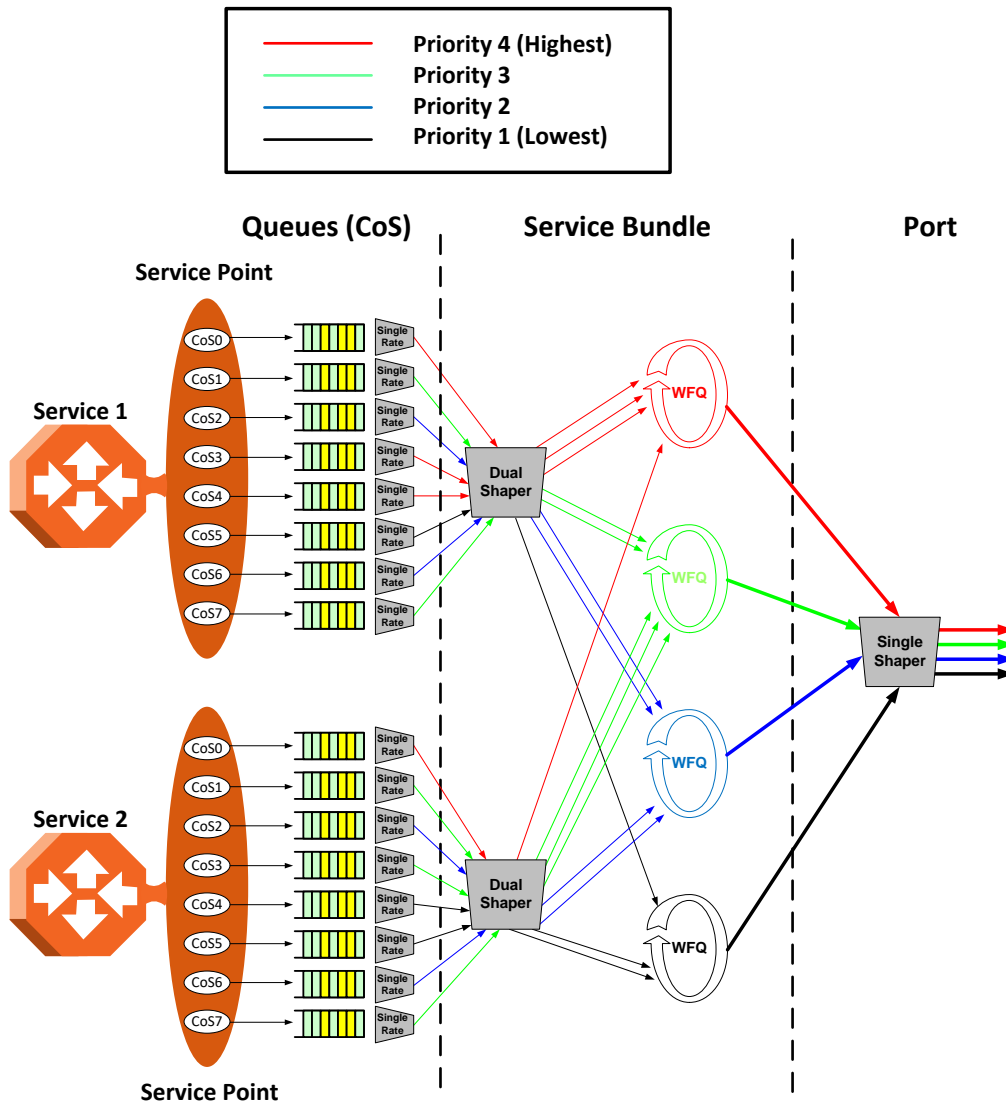 Priority 4 (Highest)
Priority 3
Priority 2
Priority 1 (Lowest)
Queues (CoS)
Service Bundle
Port
Service Point
Service 1
CoS0
Single
Rate
CoS1
Single
Rate
CoS2
Single
Rate
CoS3
Single
Rate
CoS4
Single
Rate
CoS5
Single
Rate
CoS6
Single
Rate
CoS7
Single
Rate
Dual
Shaper
WFQ
WFQ
WFQ
WFQ
Single
Shaper
Service 2
CoS0
Single
Rate
CoS1
Single
Rate
CoS2
Single
Rate
CoS3
Single
Rate
CoS4
Single
Rate
CoS5
Single
Rate
CoS6
Single
Rate
CoS7
Single
Rate
Dual
Shaper
Service Point